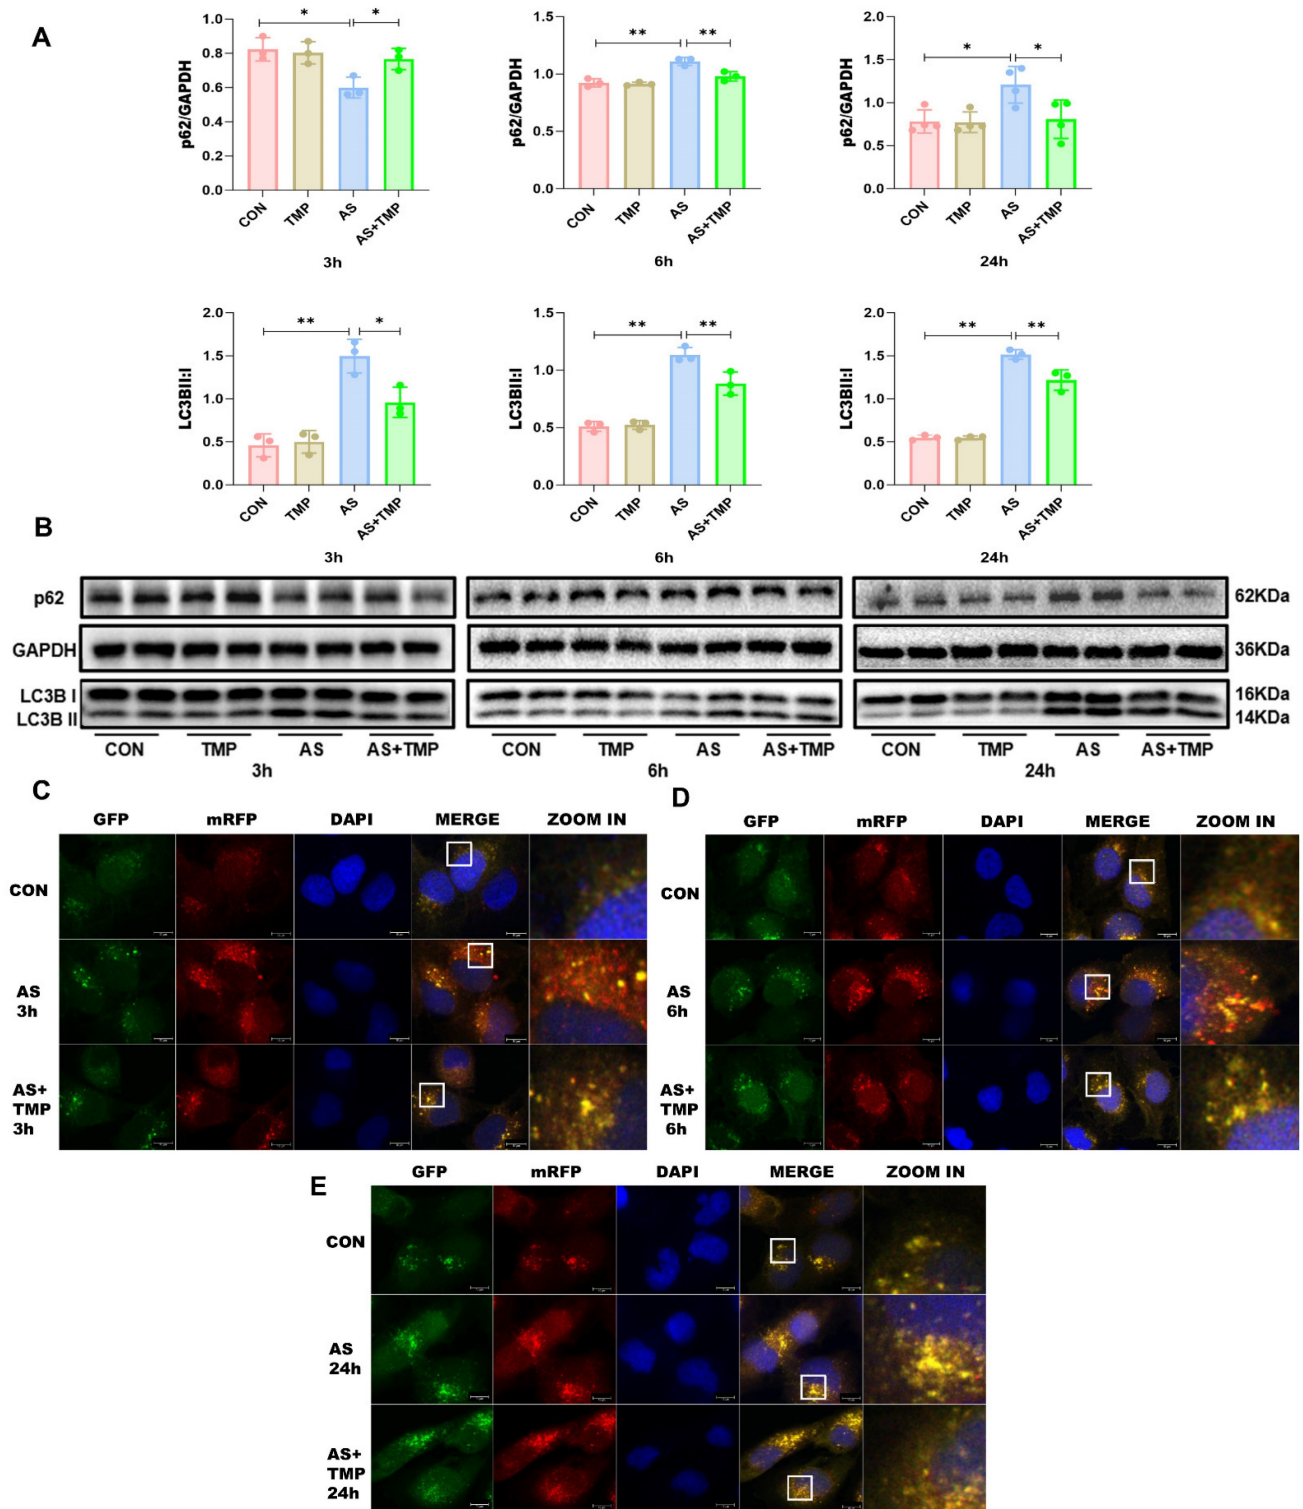 A
p62/GAPDH
1.0
0.8
0.6
0.4
0.2
0.0
*
*
CON
TMP
AS
AS+TMP
3h
p62/GAPDH
1.5
1.0
0.5
0.0
**
**
CON
TMP
AS
AS+TMP
6h
p62/GAPDH
2.0
1.5
1.0
0.5
0.0
*
*
CON
TMP
AS
AS+TMP
24h
LC3BII:I
2.0
1.5
1.0
0.5
0.0
**
*
CON
TMP
AS
AS+TMP
3h
LC3BII:I
1.5
1.0
0.5
0.0
**
**
CON
TMP
AS
AS+TMP
6h
LC3BII:I
2.0
1.5
1.0
0.5
0.0
**
**
CON
TMP
AS
AS+TMP
24h
B
p62
62KDa
GAPDH
36KDa
LC3B I
16KDa
LC3B II
14KDa
CON TMP AS AS+TMP
CON TMP AS AS+TMP
CON TMP AS AS+TMP
3h 6h 24h
C
GFP mRFP DAPI MERGE ZOOM IN
CON
AS
3h
AS+
TMP
3h
D
GFP mRFP DAPI MERGE ZOOM IN
CON
AS
6h
AS+
TMP
6h
E
GFP mRFP DAPI MERGE ZOOM IN
CON
AS
24h
AS+
TMP
24h